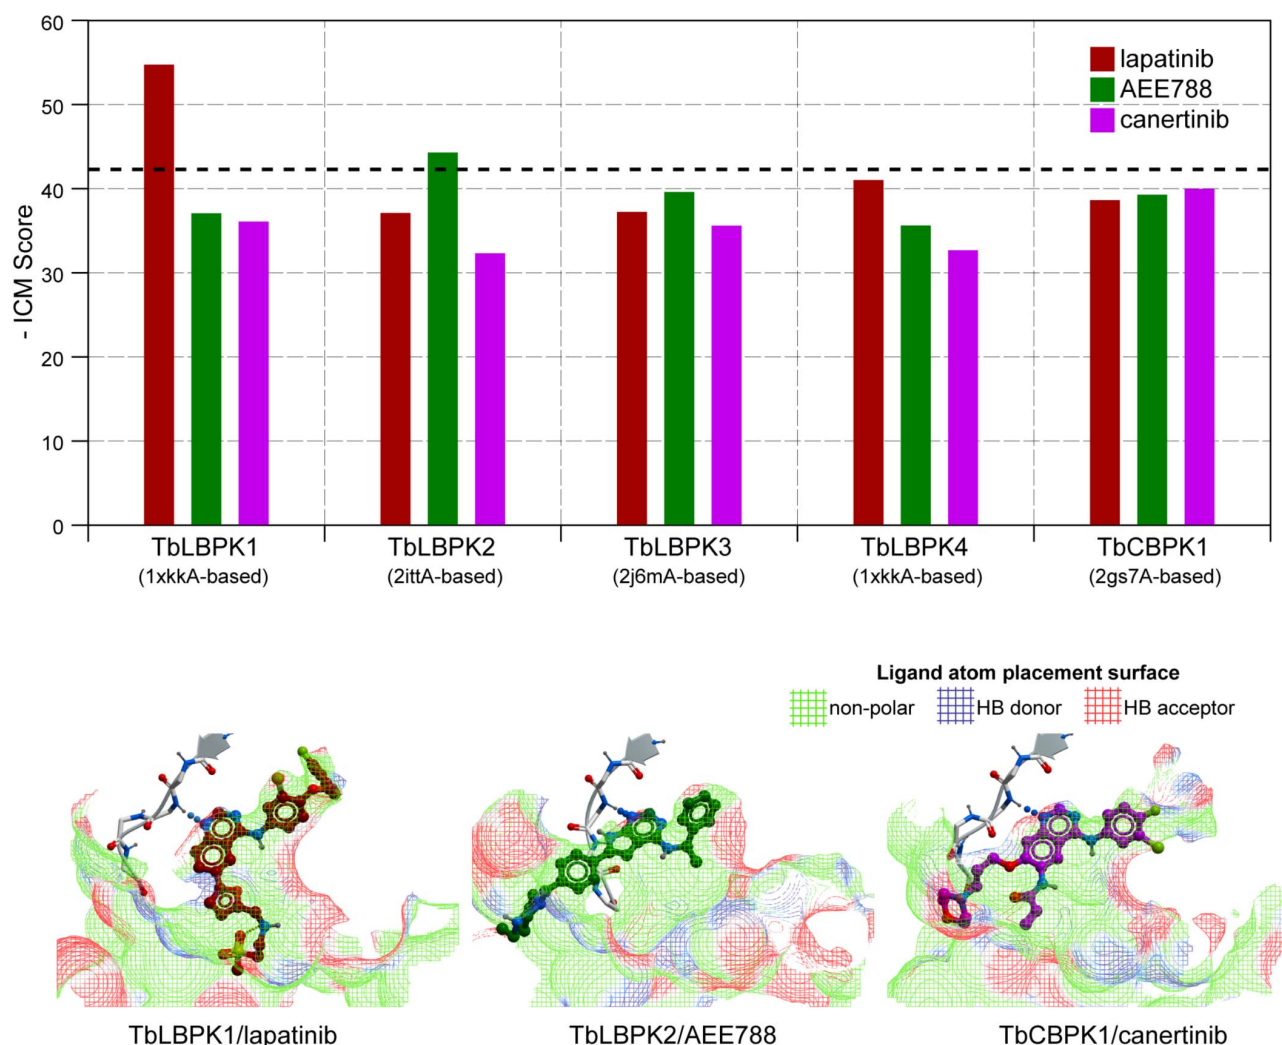 60
50
40
30
20
10
0
- ICM Score
lapatinib
AEE788
canertinib
TbLBPK1
(1xkkA-based)
TbLBPK2
(2ittA-based)
TbLBPK3
(2j6mA-based)
TbLBPK4
(1xkkA-based)
TbCBPK1
(2gs7A-based)
Ligand atom placement surface
non-polar
HB donor
HB acceptor
TbLBPK1/lapatinib
TbLBPK2/AEE788
TbCBPK1/canertinib